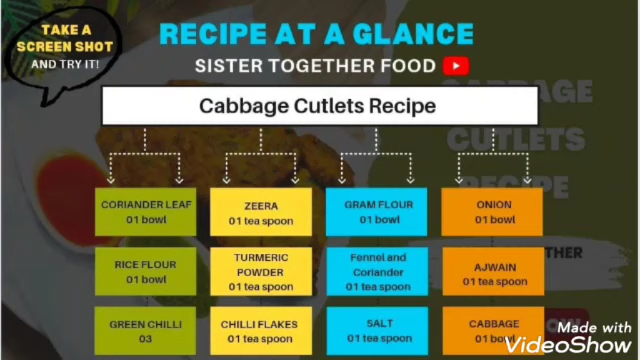 TAKE A
SCREEN SHOT
AND TRY IT!
RECIPE AT A GLANCE
SISTER TOGETHER FOOD
Cabbage Cutlets Recipe
CABBAGE
CUTLETS
RECIPE
CORIANDER LEAF
01 bowl
ZEERA
01 tea spoon
GRAM FLOUR
01 bowl
ONION
01 bowl
RICE FLOUR
01 bowl
TURMERIC
POWDER
01 tea spoon
Fennel and
Coriander
01 tea spoon
AJWAIN
01 tea spoon
GREEN CHILLI
03
CHILLI FLAKES
01 tea spoon
SALT
01 tea spoon
CABBAGE
01 bowl
Made with
VideoShow